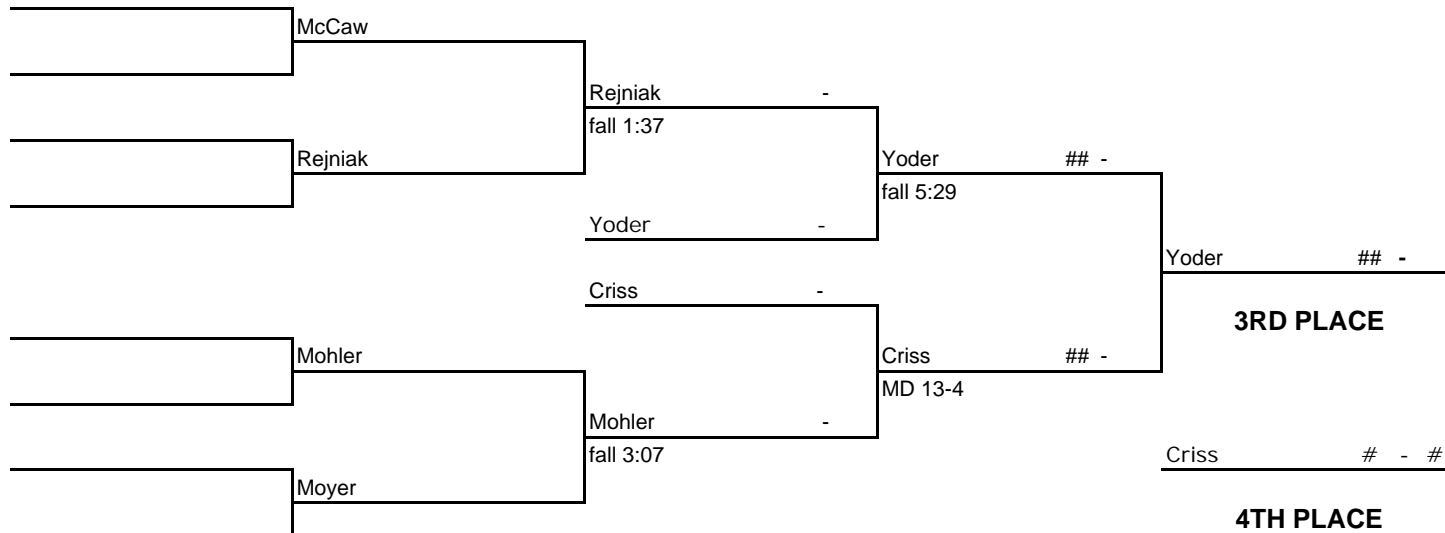 McCaw
Rejniak -
fall 1:37
Rejniak
Yoder ## -
fall 5:29
Yoder -
Yoder ## -
Criss -
3RD PLACE
Mohler
Criss ## -
MD 13-4
Mohler -
fall 3:07
Criss # - #
Moyer
4TH PLACE